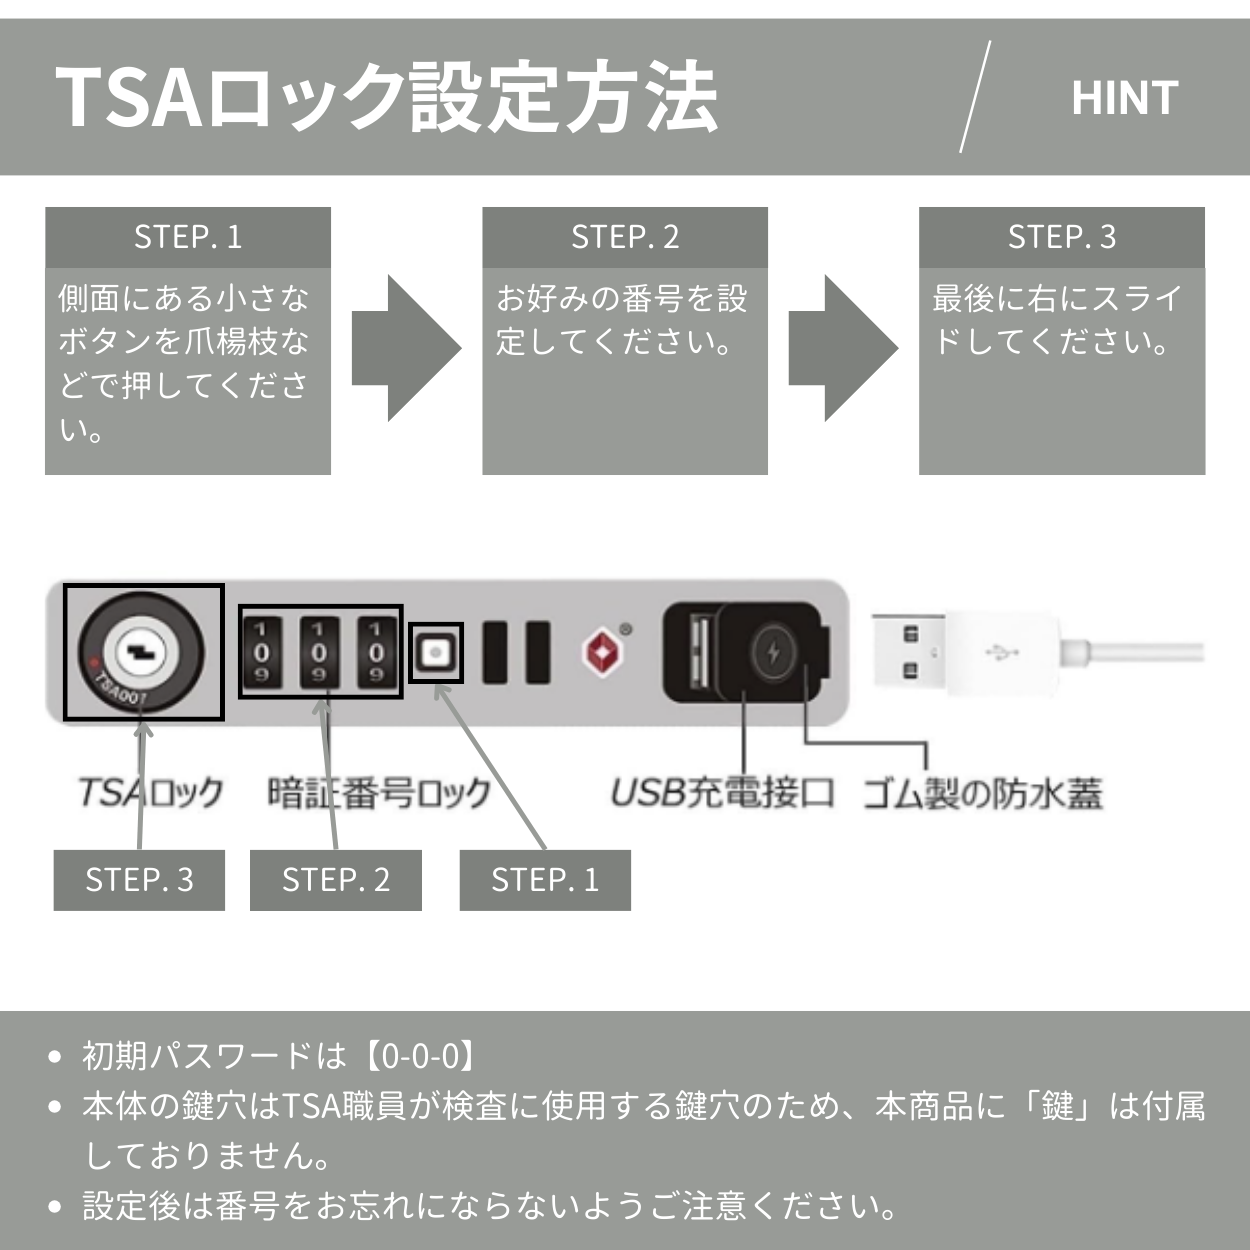 TSAロック設定方法
HINT
STEP. 1
側面にある小さな
ボタンを爪楊枝な
どで押してくださ
い。
STEP. 2
お好みの番号を設
定してください。
STEP. 3
最後に右にスライ
ドしてください。
1 1 1
0 0 0
9 9 9
TSA007
®
TSAロック
暗証番号ロック
USB充電接口
ゴム製の防水蓋
STEP. 3
STEP. 2
STEP. 1
初期パスワードは【0-0-0】
本体の鍵穴はTSA職員が検査に使用する鍵穴のため、本商品に「鍵」は付属
しておりません。
設定後は番号をお忘れにならないようご注意ください。